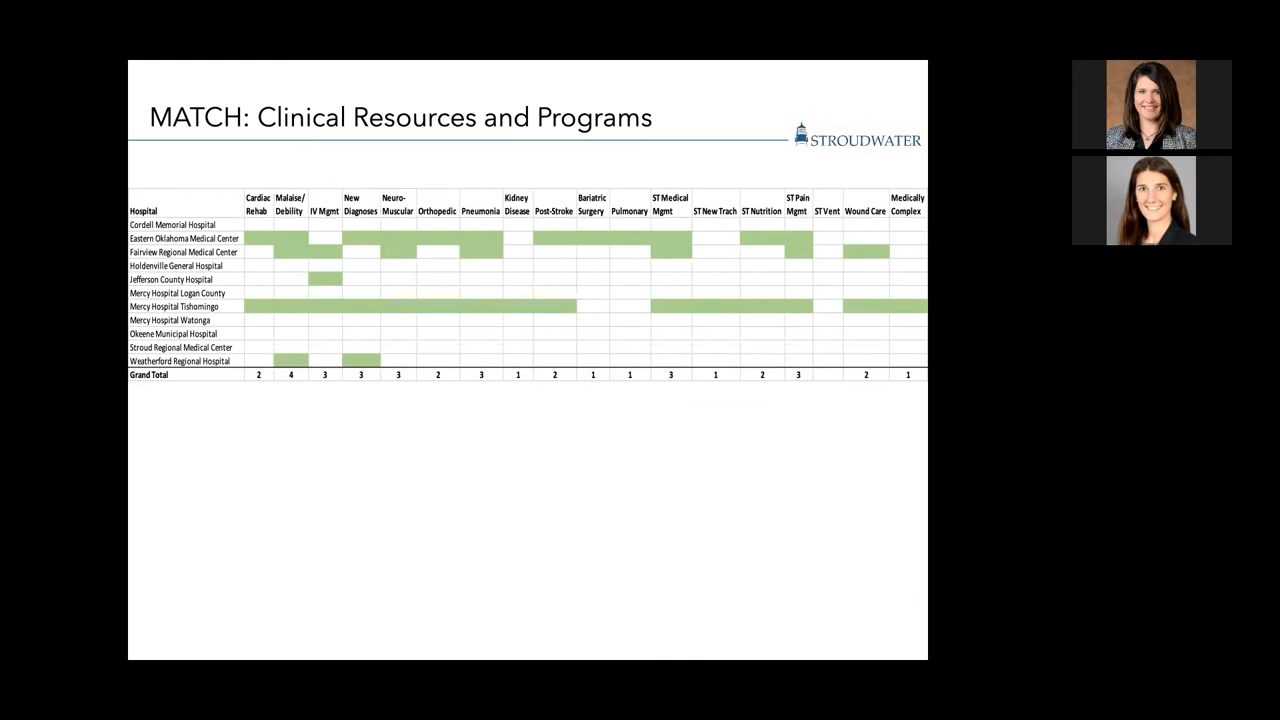 MATCH: Clinical Resources and Programs
STROUDWATER
Hospital Cardiac Rehab Malaise/ Debility IV Mgmt New Diagnoses Neuro- Muscular Orthopedic Pneumonia Kidney Disease Post-Stroke Bariatric Surgery Pulmonary ST Medical Mgmt ST New Trach ST Nutrition ST Pain Mgmt ST Vent Wound Care Medically Complex
Cordell Memorial Hospital
Eastern Oklahoma Medical Center
Fairview Regional Medical Center
Holdenville General Hospital
Jefferson County Hospital
Mercy Hospital Logan County
Mercy Hospital Tishomingo
Mercy Hospital Watonga
Okeene Municipal Hospital
Stroud Regional Medical Center
Weatherford Regional Hospital
Grand Total 2 4 3 3 3 2 3 1 2 1 1 3 1 2 3 2 1